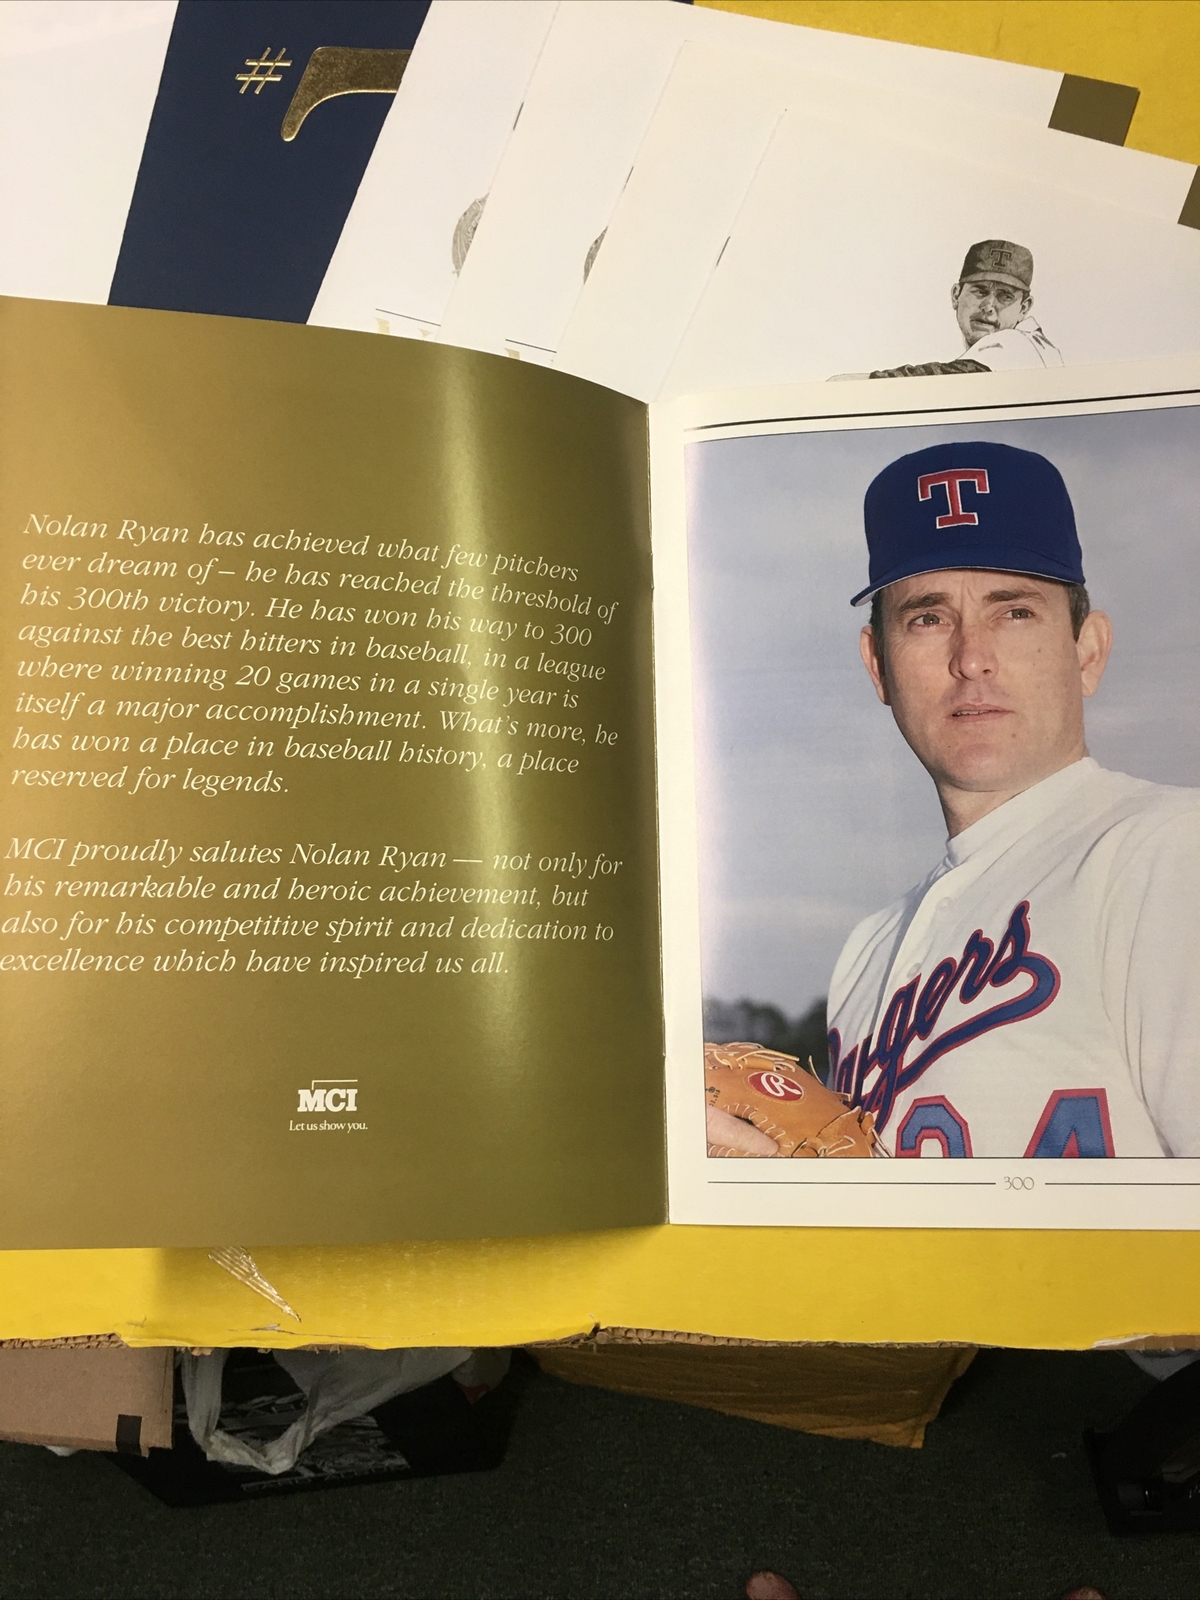 #7
T
Nolan Ryan has achieved what few pitchers
ever dream of – he has reached the threshold of
his 300th victory. He has won his way to 300
against the best hitters in baseball, in a league
where winning 20 games in a single year is
itself a major accomplishment. What's more, he
has won a place in baseball history, a place
reserved for legends.
MCI proudly salutes Nolan Ryan — not only for
his remarkable and heroic achievement, but
also for his competitive spirit and dedication to
excellence which have inspired us all.
MCI
Let us show you.
T
Rangers
R
34
300